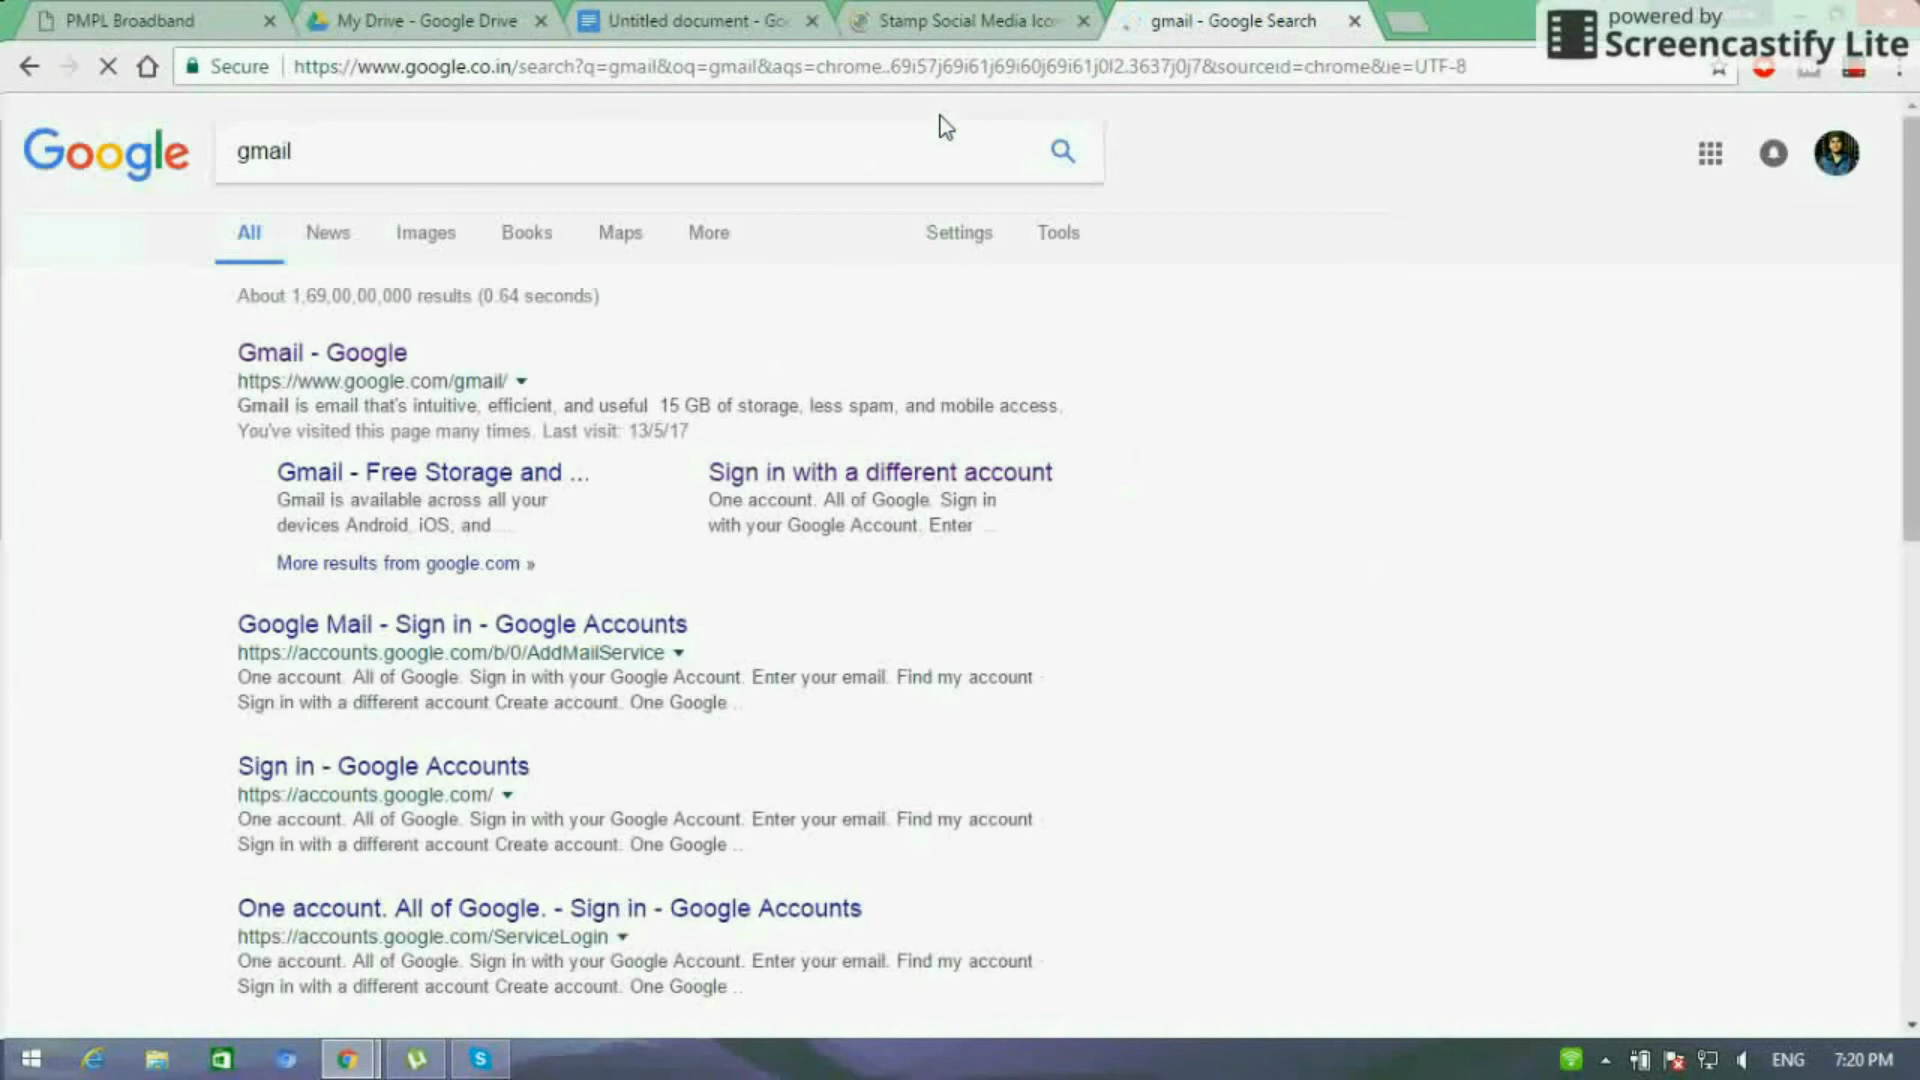 PMPL Broadband
My Drive - Google Drive
Untitled document - Go
Stamp Social Media Ico
gmail - Google Search
powered by
Screencastify Lite
Secure
https://www.google.co.in/search?q=gmail&oq=gmail&aqs=chrome..69i57j69i61j69i60j69i61j0l2.3637j0j7&sourceid=chrome&ie=UTF-8
Google
gmail
All News Images Books Maps More Settings Tools
About 1,69,00,00,000 results (0.64 seconds)
Gmail - Google
https://www.google.com/gmail/
Gmail is email that's intuitive, efficient, and useful 15 GB of storage, less spam, and mobile access.
You've visited this page many times. Last visit: 13/5/17
Gmail - Free Storage and ...
Gmail is available across all your
devices Android, iOS, and ...
Sign in with a different account
One account. All of Google. Sign in
with your Google Account. Enter ...
More results from google.com »
Google Mail - Sign in - Google Accounts
https://accounts.google.com/b/0/AddMailService
One account. All of Google. Sign in with your Google Account. Enter your email. Find my account
Sign in with a different account Create account. One Google ..
Sign in - Google Accounts
https://accounts.google.com/
One account. All of Google. Sign in with your Google Account. Enter your email. Find my account
Sign in with a different account Create account. One Google ..
One account. All of Google. - Sign in - Google Accounts
https://accounts.google.com/ServiceLogin
One account. All of Google. Sign in with your Google Account. Enter your email. Find my account
Sign in with a different account Create account. One Google ..
ENG
7:20 PM